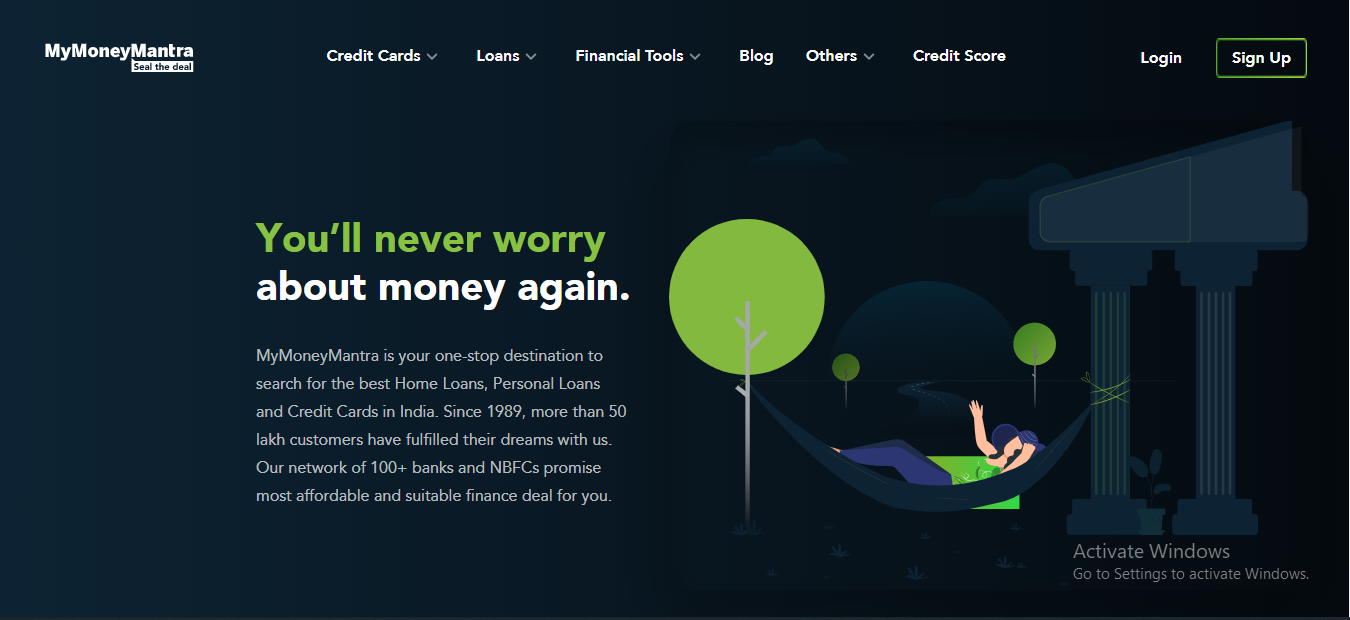 MyMoneyMantra
Seal the deal
Credit Cards
Loans
Financial Tools
Blog
Others
Credit Score
Login
Sign Up
You’ll never worry
about money again.
MyMoneyMantra is your one-stop destination to
search for the best Home Loans, Personal Loans
and Credit Cards in India. Since 1989, more than 50
lakh customers have fulfilled their dreams with us.
Our network of 100+ banks and NBFCs promise
most affordable and suitable finance deal for you.
Activate Windows
Go to Settings to activate Windows.